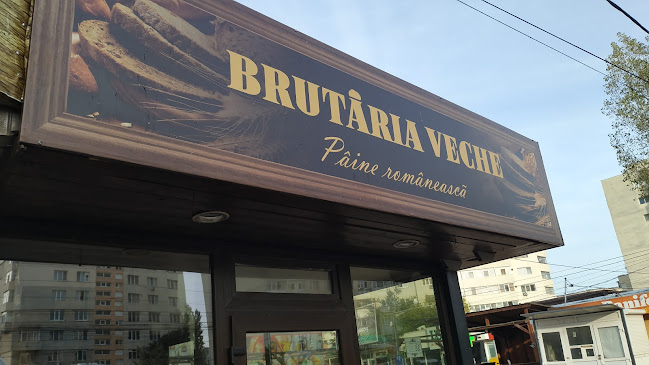 BRUTĂRIA VECHE
Pâine românească